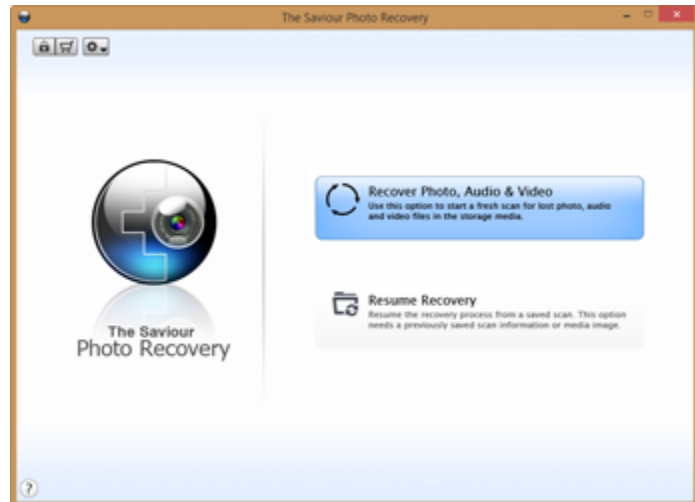 The Saviour Photo Recovery
Recover Photo, Audio & Video
Use this option to start a fresh scan for lost photo, audio
and video files in the storage media.
Resume Recovery
Resume the recovery process from a saved scan. This option
needs a previously saved scan information or media image.
The Saviour
Photo Recovery
?